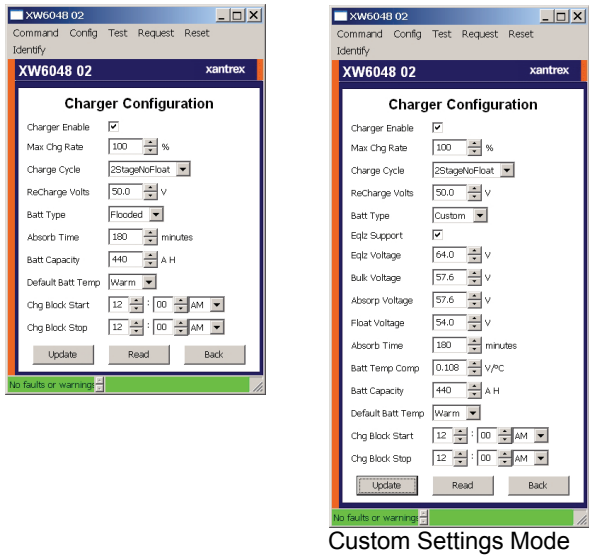 XW6048 02
Command Config Test Request Reset
Identify
XW6048 02 xantrex
Charger Configuration
Charger Enable
Max Chg Rate 100 %
Charge Cycle 2StageNoFloat
ReCharge Volts 50.0 V
Batt Type Flooded
Absorb Time 180 minutes
Batt Capacity 440 A H
Default Batt Temp Warm
Chg Block Start 12 : 00 AM
Chg Block Stop 12 : 00 AM
Update Read Back
No faults or warnings
XW6048 02
Command Config Test Request Reset
Identify
XW6048 02 xantrex
Charger Configuration
Charger Enable
Max Chg Rate 100 %
Charge Cycle 2StageNoFloat
ReCharge Volts 50.0 V
Batt Type Custom
Eqlz Support
Eqlz Voltage 64.0 V
Bulk Voltage 57.6 V
Absorp Voltage 57.6 V
Float Voltage 54.0 V
Absorb Time 180 minutes
Batt Temp Comp 0.108 V/ºC
Batt Capacity 440 A H
Default Batt Temp Warm
Chg Block Start 12 : 00 AM
Chg Block Stop 12 : 00 AM
Update Read Back
No faults or warnings
Custom Settings Mode